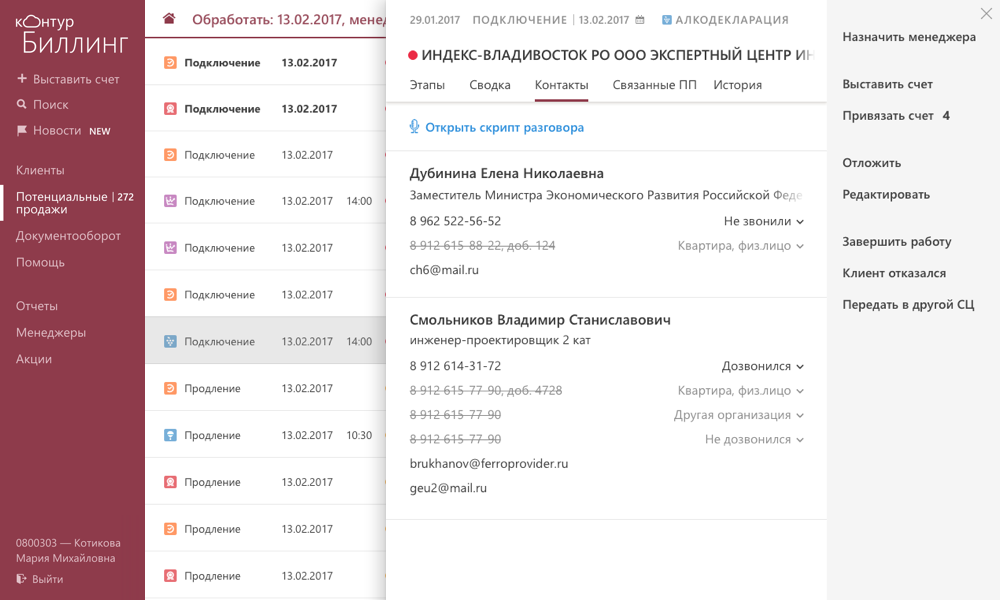 контур
Биллинг
Выставить счет
Поиск
Новости NEW
Клиенты
Потенциальные | 272
продажи
Документооборот
Помощь
Отчеты
Менеджеры
Акции
0800303 — Котикова
Мария Михайловна
Выйти
Обработать: 13.02.2017, менед
Подключение 13.02.2017
Подключение 13.02.2017
Подключение 13.02.2017
Подключение 13.02.2017 14:00
Подключение 13.02.2017
Подключение 13.02.2017
Подключение 13.02.2017 14:00
Продление 13.02.2017
Продление 13.02.2017 10:30
Продление 13.02.2017
Продление 13.02.2017
Продление 13.02.2017
29.01.2017 ПОДКЛЮЧЕНИЕ | 13.02.2017 АЛКОДЕКЛАРАЦИЯ
ИНДЕКС-ВЛАДИВОСТОК РО ООО ЭКСПЕРТНЫЙ ЦЕНТР ИН
Этапы Сводка Контакты Связанные ПП История
Открыть скрипт разговора
Дубинина Елена Николаевна
Заместитель Министра Экономического Развития Российской Феде
8 962 522-56-52 Не звонили
8 912 615-88-22, доб. 124 Квартира, физ.лицо
ch6@mail.ru
Смольников Владимир Станиславович
инженер-проектировщик 2 кат
8 912 614-31-72 Дозвонился
8 912 615-77-90, доб. 4728 Квартира, физ.лицо
8 912 615-77-90 Другая организация
8 912 615-77-90 Не дозвонился
brukhanov@ferroprovider.ru
geu2@mail.ru
Назначить менеджера
Выставить счет
Привязать счет 4
Отложить
Редактировать
Завершить работу
Клиент отказался
Передать в другой СЦ